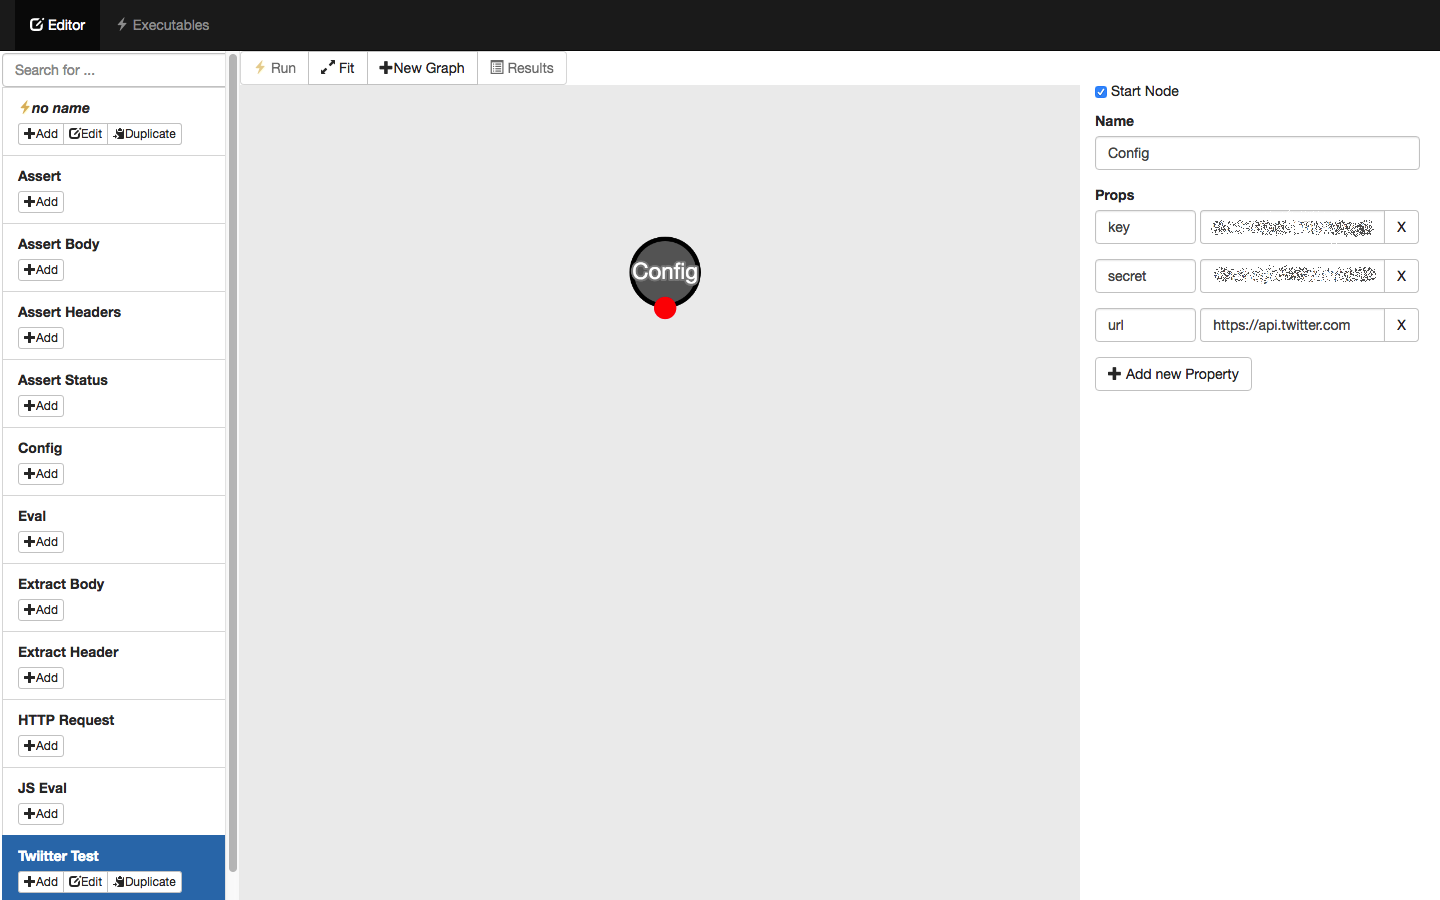 Editor Executables
Search for ...
Run Fit New Graph Results
no name
Add Edit Duplicate
Assert
Add
Assert Body
Add
Assert Headers
Add
Assert Status
Add
Config
Add
Eval
Add
Extract Body
Add
Extract Header
Add
HTTP Request
Add
JS Eval
Add
Twiitter Test
Add Edit Duplicate
Config
Start Node
Name
Config
Props
key X
secret X
url https://api.twitter.com X
Add new Property